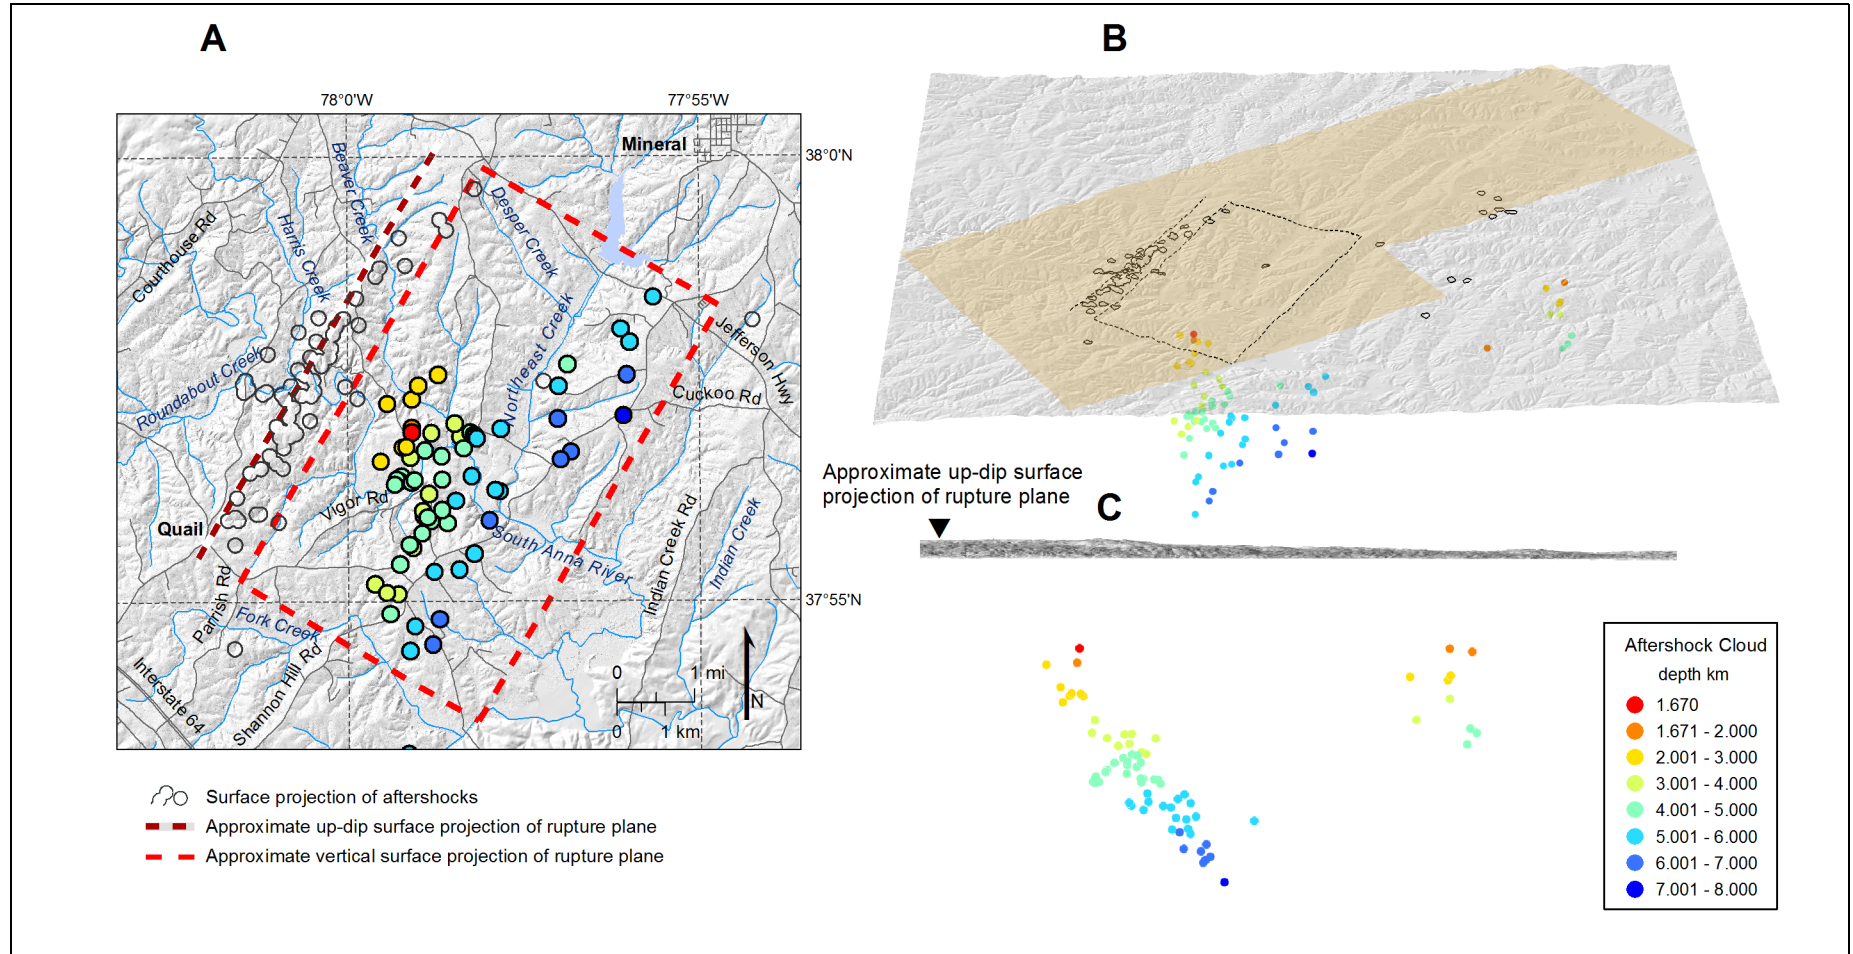 A
B
78°0'W
77°55'W
Mineral
38°0'N
Beaver Creek
Desper Creek
Courthouse Rd
Harris Creek
Northeast Creek
Jefferson Hwy
Roundabout Creek
Cuckoo Rd
Vigor Rd
Quail
South Anna River
Indian Creek Rd
Indian Creek
37°55'N
Parrish Rd
Fork Creek
Shannon Hill Rd
Interstate 64
0
1 mi
N
0
1 km
Surface projection of aftershocks
Approximate up-dip surface projection of rupture plane
Approximate vertical surface projection of rupture plane
Approximate up-dip surface
projection of rupture plane
C
Aftershock Cloud
depth km
1.670
1.671 - 2.000
2.001 - 3.000
3.001 - 4.000
4.001 - 5.000
5.001 - 6.000
6.001 - 7.000
7.001 - 8.000